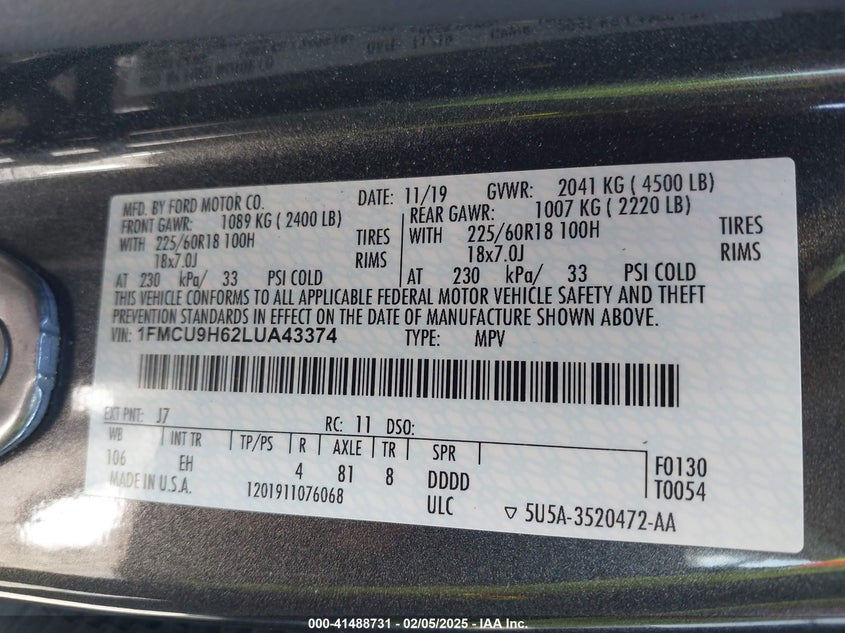 MFD. BY FORD MOTOR CO. DATE: 11/19 GVWR: 2041 KG ( 4500 LB)
FRONT GAWR: 1089 KG ( 2400 LB) REAR GAWR: 1007 KG ( 2220 LB)
WITH 225/60R18 100H TIRES WITH 225/60R18 100H TIRES
18x7.0J RIMS 18x7.0J RIMS
AT 230 kPa/ 33 PSI COLD AT 230 kPa/ 33 PSI COLD
THIS VEHICLE CONFORMS TO ALL APPLICABLE FEDERAL MOTOR VEHICLE SAFETY AND THEFT
PREVENTION STANDARDS IN EFFECT ON THE DATE OF MANUFACTURE SHOWN ABOVE.
VIN: 1FMCU9H62LUA43374 TYPE: MPV
EXT PNT: J7 RC: 11 DSO:
WB INT TR TP/PS R AXLE TR SPR
106 EH 4 81 8 DDDD F0130
MADE IN U.S.A. 1201911076068 ULC T0054
▽ 5U5A-3520472-AA
000-41488731 - 02/05/2025 - IAA Inc.